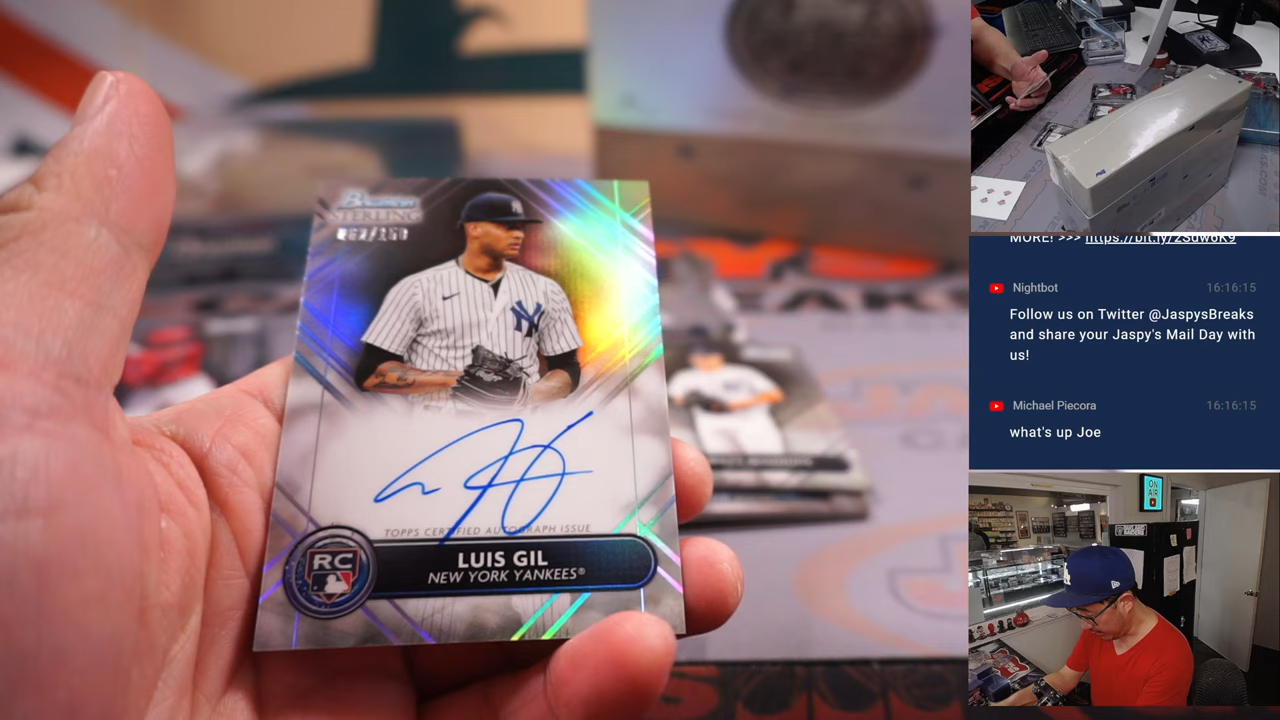 Bowman
STERLING
TOPPS CERTIFIED AUTOGRAPH ISSUE
RC
LUIS GIL
NEW YORK YANKEES®
MORE! >>> https://bit.ly/2Sdw6R9
Nightbot 16:16:15
Follow us on Twitter @JaspysBreaks
and share your Jaspy's Mail Day with
us!
Michael Piecora 16:16:15
what's up Joe
ON
AIR